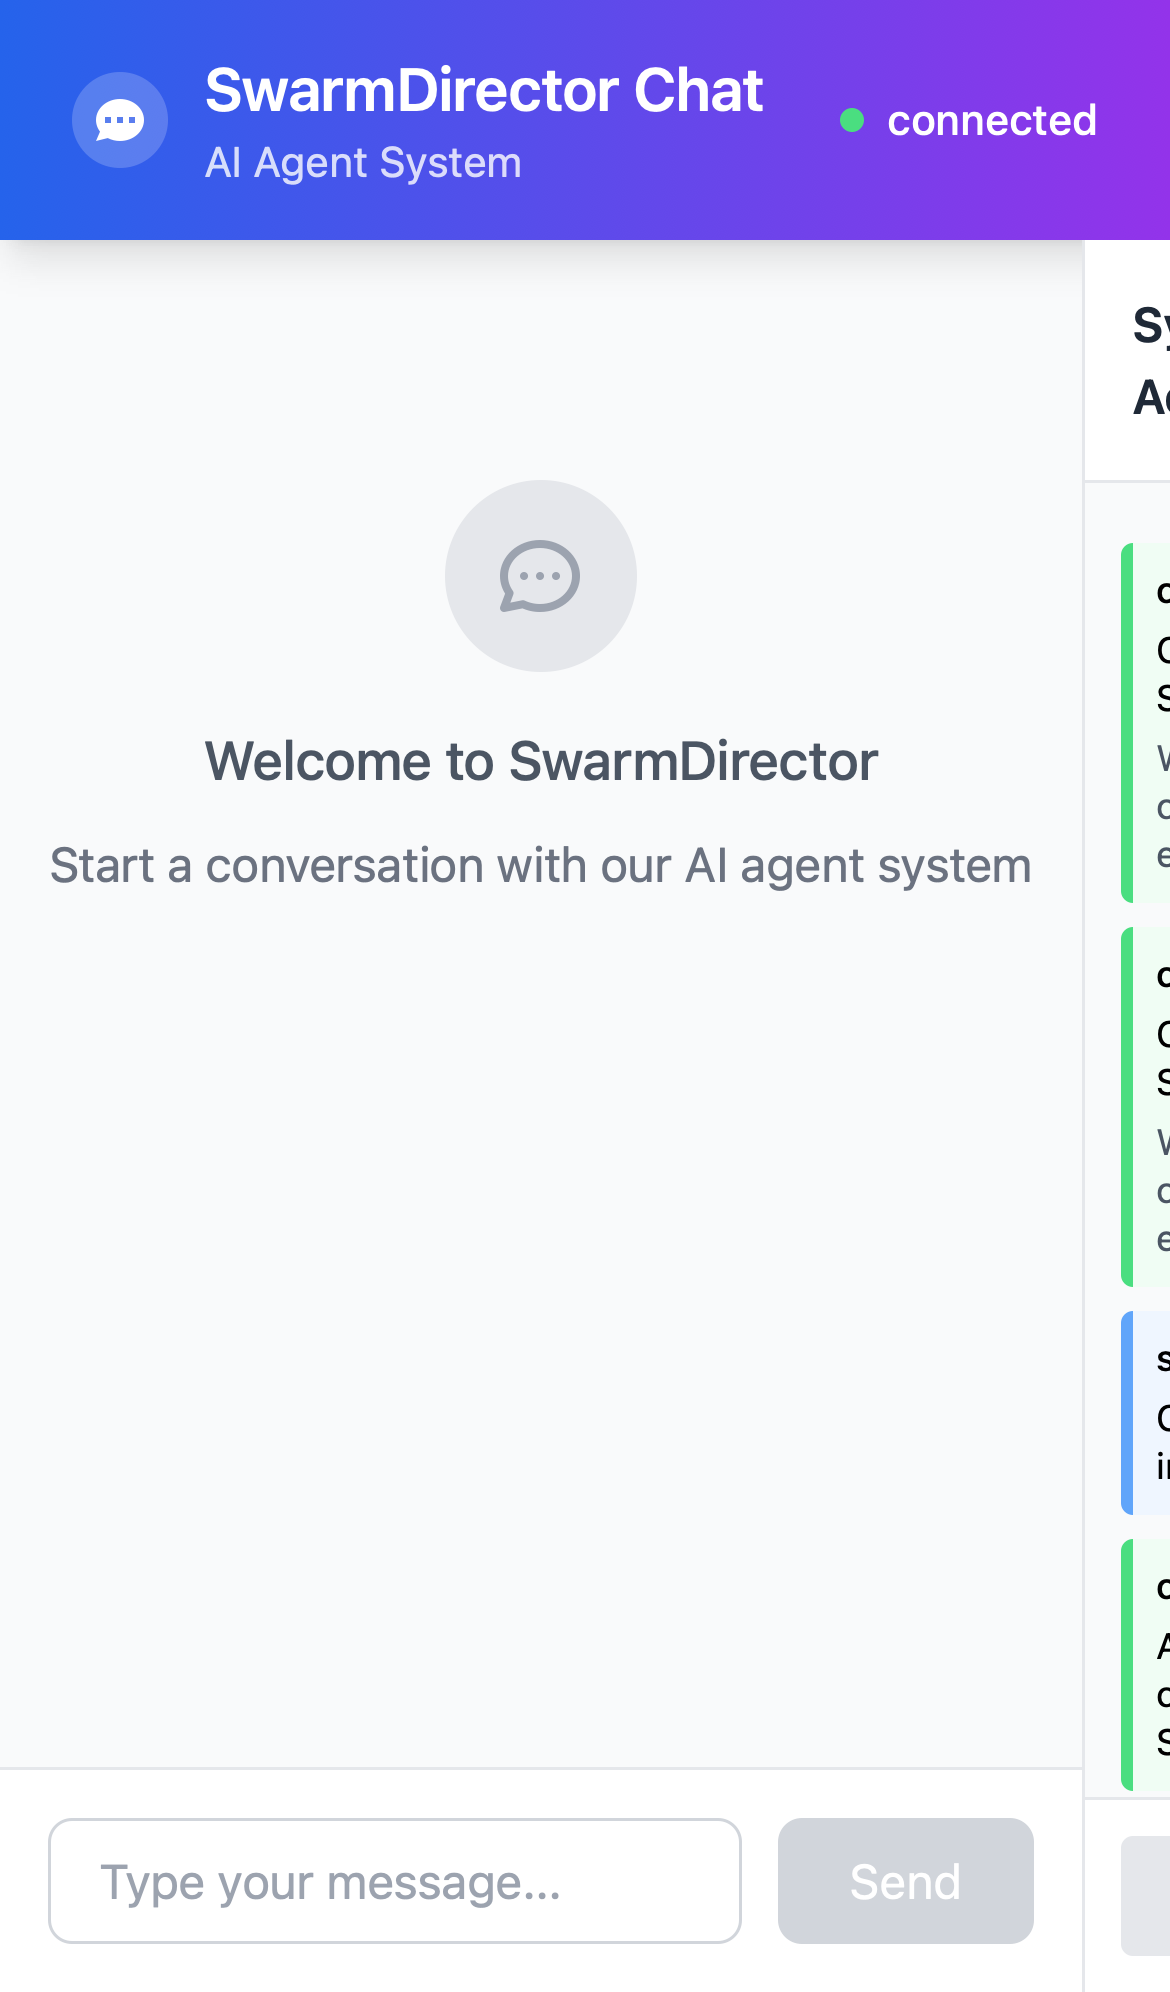 SwarmDirector Chat
AI Agent System
connected
Welcome to SwarmDirector
Start a conversation with our AI agent system
Type your message...
Send